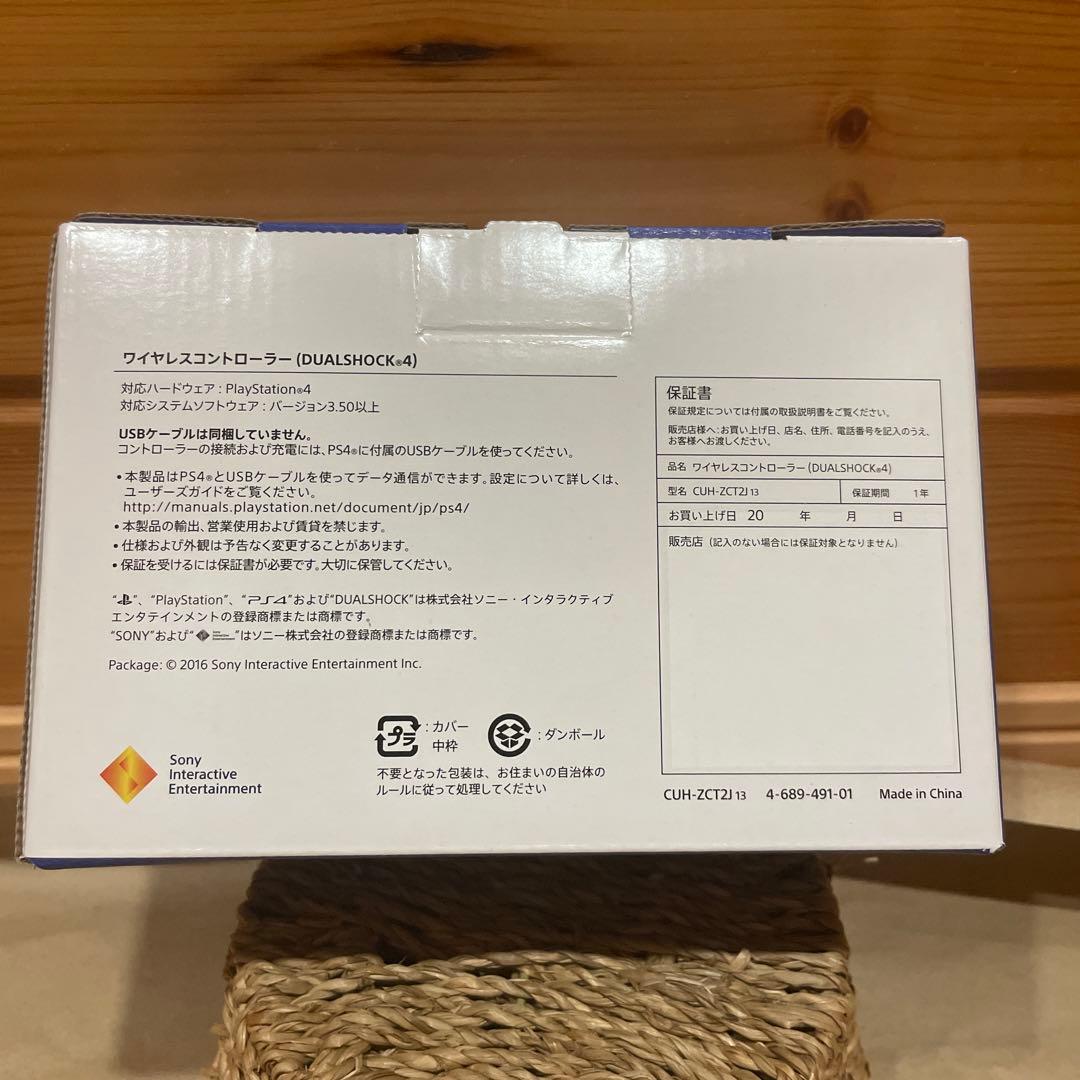 ワイヤレスコントローラー (DUALSHOCK®4)
対応ハードウェア : PlayStation®4
対応システムソフトウェア : バージョン3.50以上
USBケーブルは同梱していません。
コントローラーの接続および充電には、PS4®に付属のUSBケーブルを使ってください。
•本製品はPS4®とUSBケーブルを使ってデータ通信ができます。設定について詳しくは、
ユーザーズガイドをご覧ください。
http://manuals.playstation.net/document/jp/ps4/
•本製品の輸出、営業使用および賃貸を禁じます。
•仕様および外観は予告なく変更することがあります。
•保証を受けるには保証書が必要です。大切に保管してください。
“ ”、“PlayStation”、“PS4”および“DUALSHOCK”は株式会社ソニー・インタラクティブ
エンタテインメントの登録商標または商標です。
“SONY”および“ ”はソニー株式会社の登録商標または商標です。
Package: © 2016 Sony Interactive Entertainment Inc.
プラ : カバー
中枠
: ダンボール
不要となった包装は、お住まいの自治体の
ルールに従って処理してください
Sony
Interactive
Entertainment
保証書
保証規定については付属の取扱説明書をご覧ください。
販売店様へ:お買い上げ日、店名、住所、電話番号を記入のうえ、
お客様へお渡しください。
品名 ワイヤレスコントローラー (DUALSHOCK®4)
型名 CUH-ZCT2J 13 保証期間 1年
お買い上げ日 20 年 月 日
販売店 (記入のない場合には保証対象となりません)
CUH-ZCT2J 13 4-689-491-01 Made in China